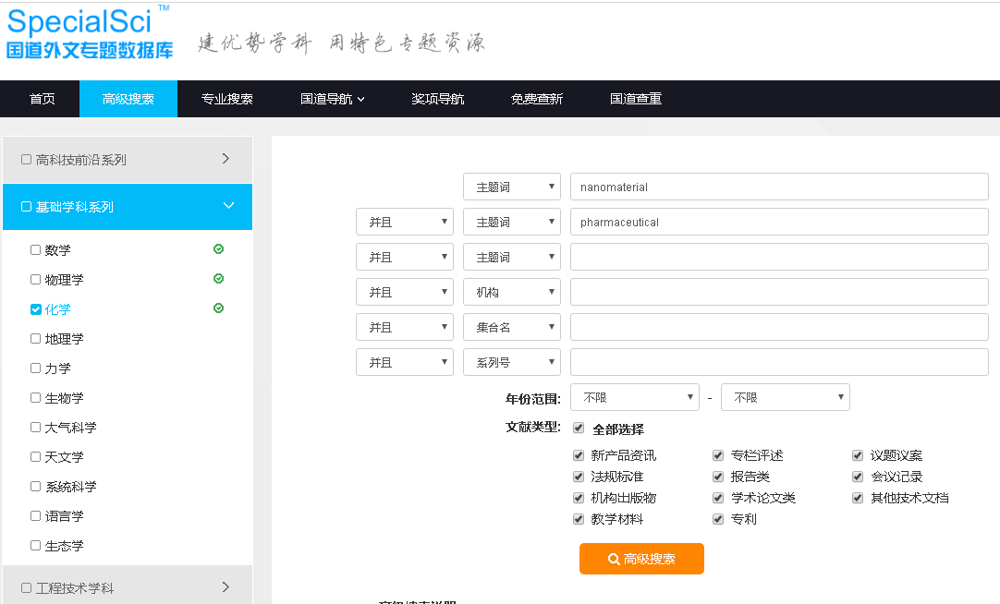 SpecialSci™
国道外文专题数据库
建优势学科 用特色专题资源
首页 高级搜索 专业搜索 国道导航 奖项导航 免费查新 国道查重
高科技前沿系列
基础学科系列
数学
物理学
化学
地理学
力学
生物学
大气科学
天文学
系统科学
语言学
生态学
工程技术学科
主题词 nanomaterial
并且 主题词 pharmaceutical
并且 主题词
并且 机构
并且 集合名
并且 系列号
年份范围: 不限 - 不限
文献类型: 全部选择
新产品资讯 专栏评述 议题议案
法规标准 报告类 会议记录
机构出版物 学术论文类 其他技术文档
教学材料 专利
高级搜索